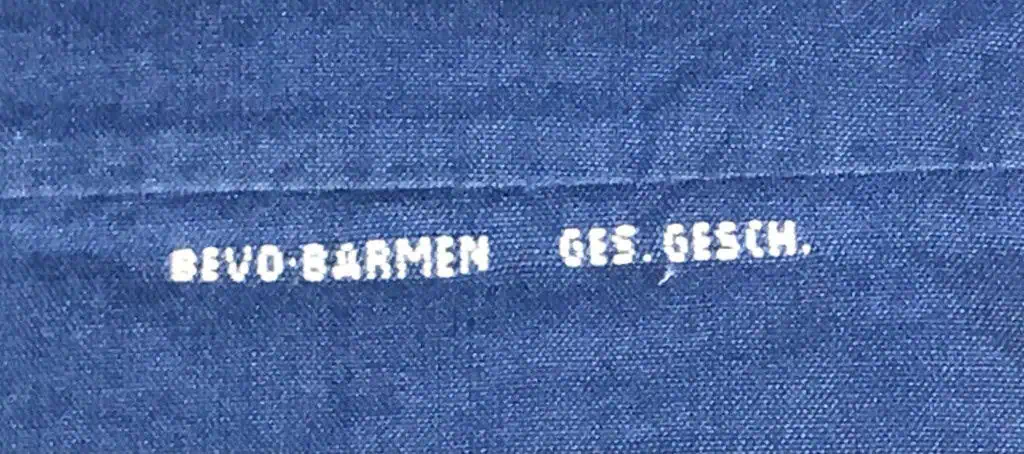 BEVO·BARMEN GES. GESCH.